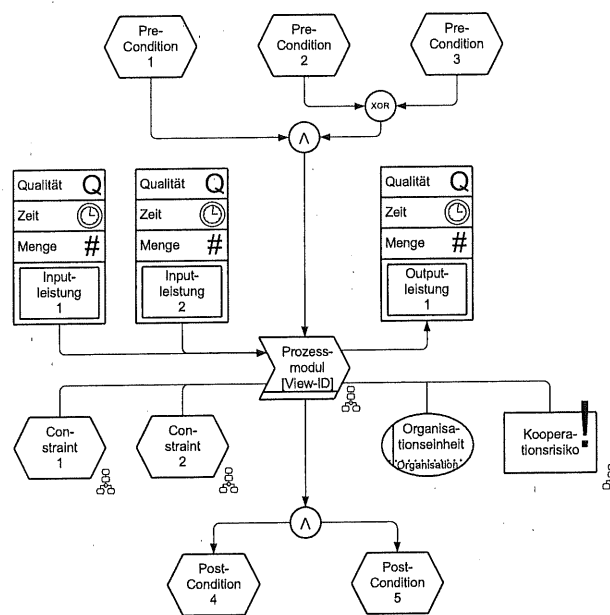 Pre-
Condition
1
Pre-
Condition
2
Pre-
Condition
3
XOR
Λ
Qualität Q
Zeit
Menge #
Input-
leistung
1
Qualität Q
Zeit
Menge #
Input-
leistung
2
Qualität Q
Zeit
Menge #
Output-
leistung
1
Prozess-
modul
[View-ID]
Con-
straint
1
Con-
straint
2
Organisa-
tionseinheit
Organisation
Koopera-
tionsrisiko
!
Λ
Post-
Condition
4
Post-
Condition
5